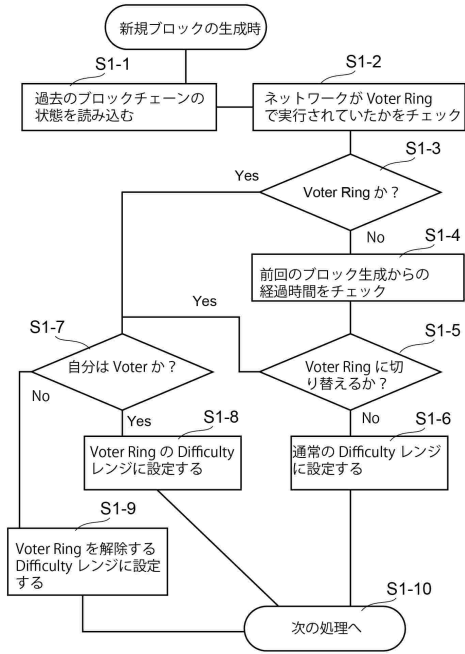 新規ブロックの生成時
S1-1
過去のブロックチェーンの
状態を読み込む
S1-2
ネットワークが Voter Ring
で実行されていたかをチェック
S1-3
Voter Ring か?
Yes
No
S1-4
前回のブロック生成からの
経過時間をチェック
Yes
S1-5
Voter Ring に切
り替えるか?
No
S1-7
自分は Voter か?
No
Yes
S1-8
Voter Ring の Difficulty
レンジに設定する
S1-6
通常の Difficulty レンジ
に設定する
S1-9
Voter Ring を解除する
Difficulty レンジに設定
する
S1-10
次の処理へ